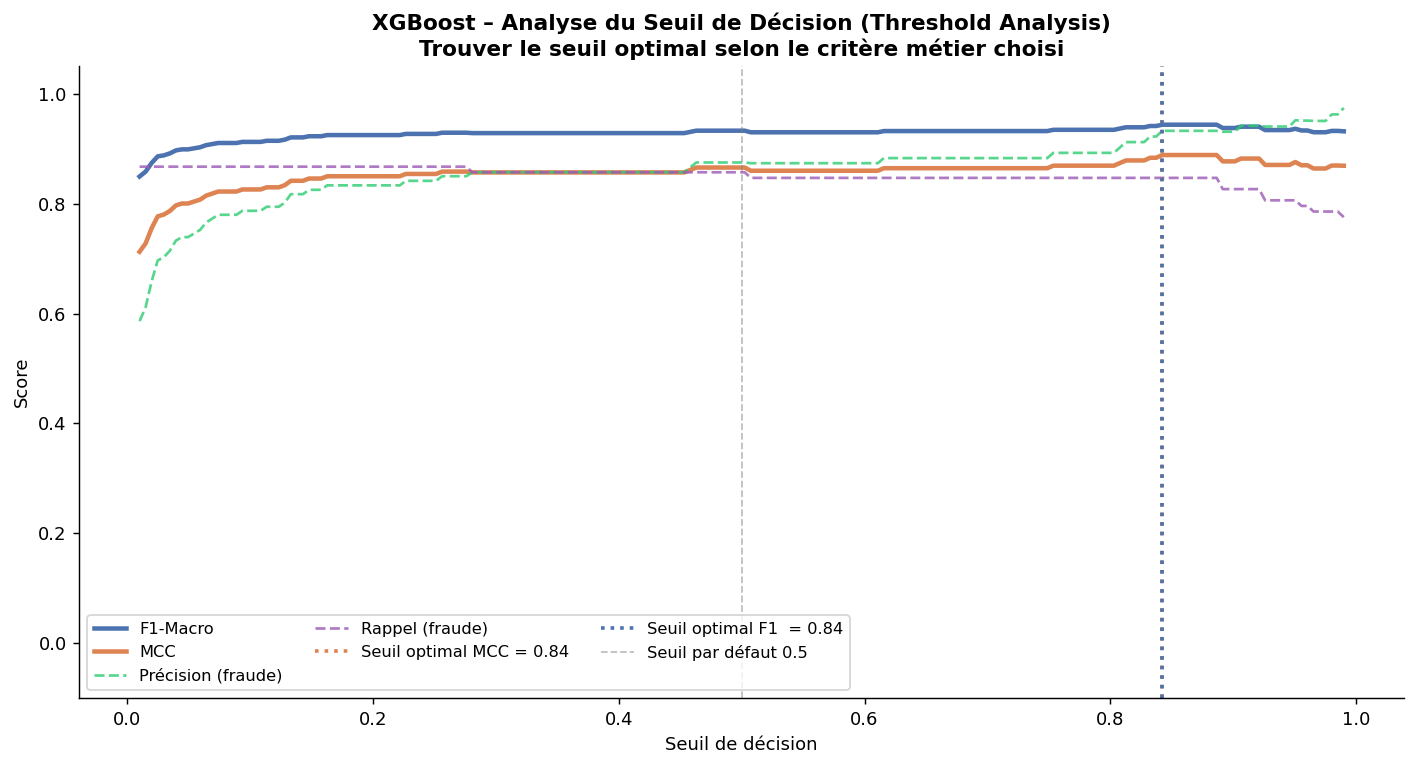 XGBoost – Analyse du Seuil de Décision (Threshold Analysis)
Trouver le seuil optimal selon le critère métier choisi
Score
1.0
0.8
0.6
0.4
0.2
0.0
F1-Macro
MCC
Précision (fraude)
Rappel (fraude)
Seuil optimal MCC = 0.84
Seuil optimal F1  = 0.84
Seuil par défaut 0.5
0.0 0.2 0.4 0.6 0.8 1.0
Seuil de décision